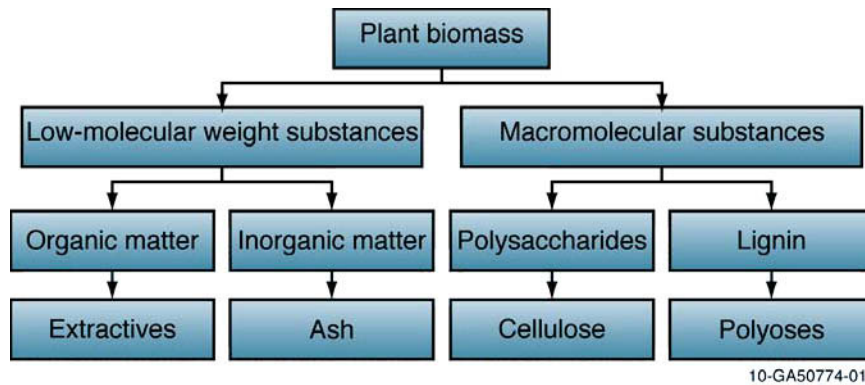 Plant biomass
Low-molecular weight substances
Macromolecular substances
Organic matter
Inorganic matter
Polysaccharides
Lignin
Extractives
Ash
Cellulose
Polyoses
10-GA50774-01